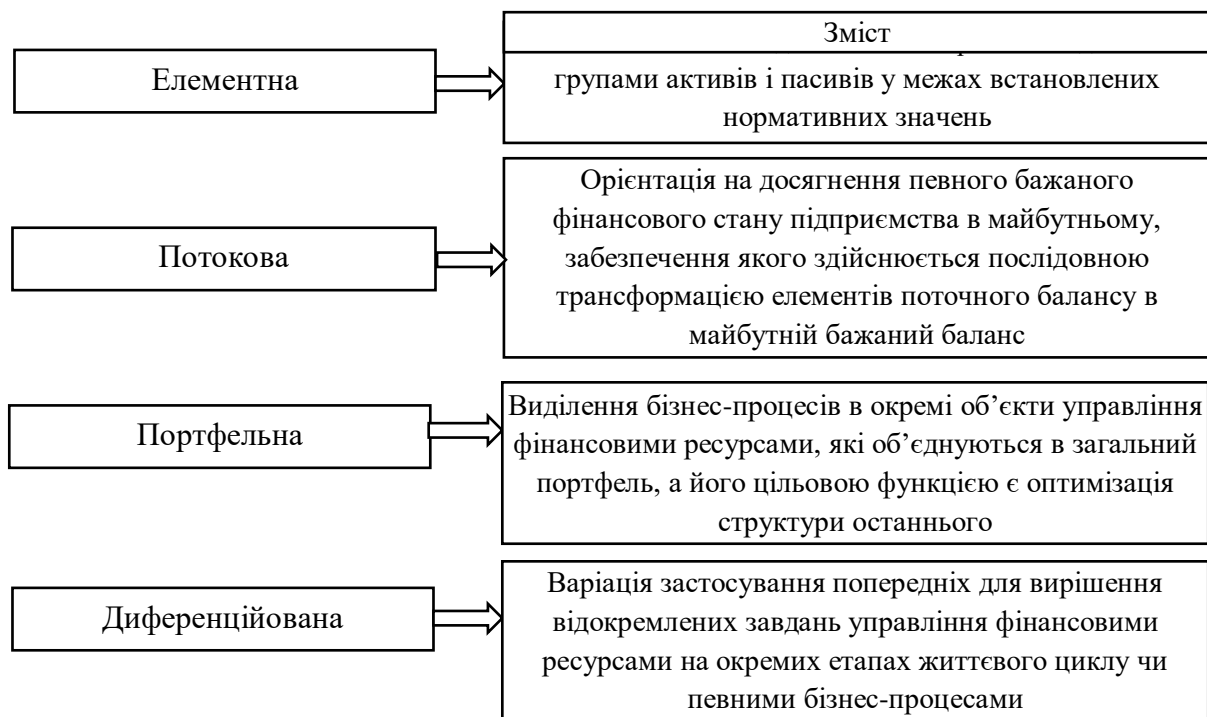 Зміст
Елементна
групами активів і пасивів у межах встановлених
нормативних значень
Потокова
Орієнтація на досягнення певного бажаного
фінансового стану підприємства в майбутньому,
забезпечення якого здійснюється послідовною
трансформацією елементів поточного балансу в
майбутній бажаний баланс
Портфельна
Виділення бізнес-процесів в окремі об’єкти управління
фінансовими ресурсами, які об’єднуються в загальний
портфель, а його цільовою функцією є оптимізація
структури останнього
Диференційована
Варіація застосування попередніх для вирішення
відокремлених завдань управління фінансовими
ресурсами на окремих етапах життєвого циклу чи
певними бізнес-процесами